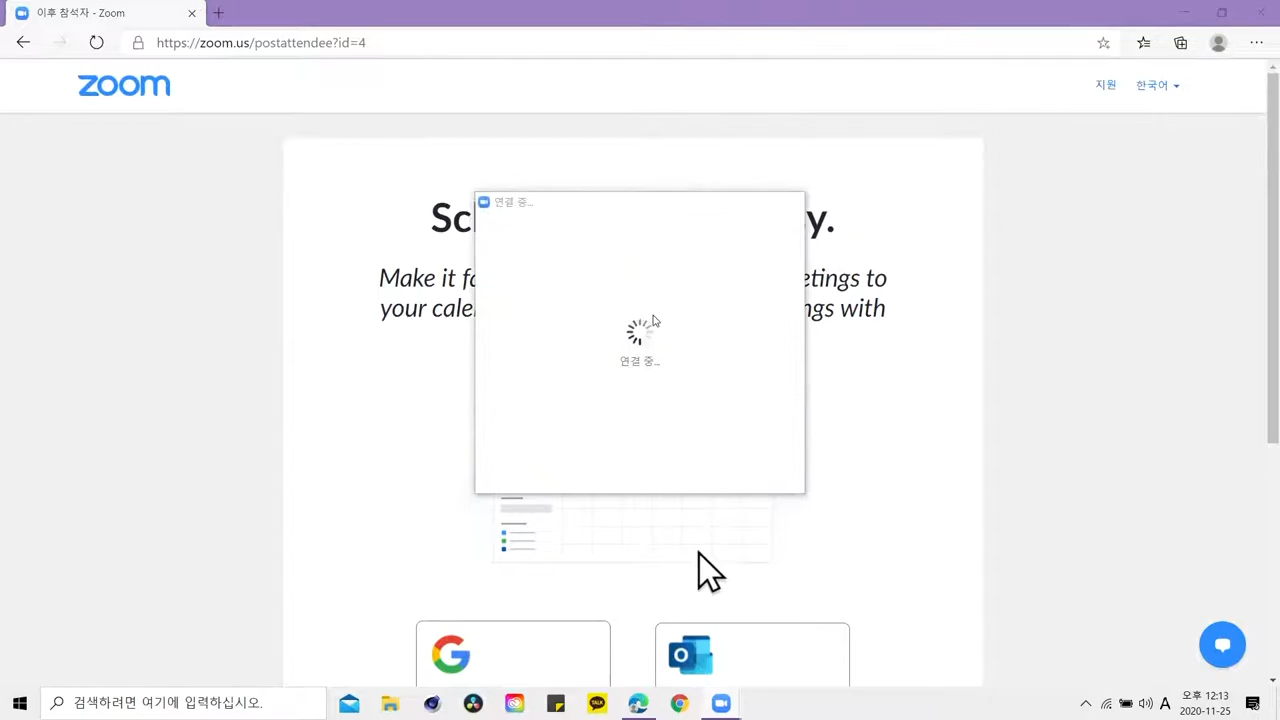 이후 참석자 - Zoom
https://zoom.us/postattendee?id=4
zoom
지원
한국어
연결 중...
y.
Make it
etings to
your
ngs with
연결 중...
검색하려면 여기에 입력하십시오.
TALK
A
오후 12:13
2020-11-25